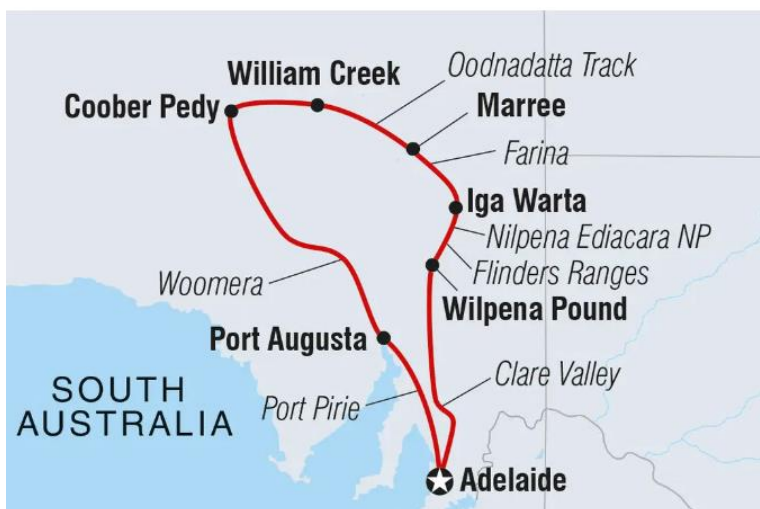 William Creek
Oodnadatta Track
Coober Pedy
Marree
Farina
Iga Warta
Nilpena Ediacara NP
Woomera
Flinders Ranges
Wilpena Pound
Port Augusta
Clare Valley
SOUTH
AUSTRALIA
Port Pirie
Adelaide